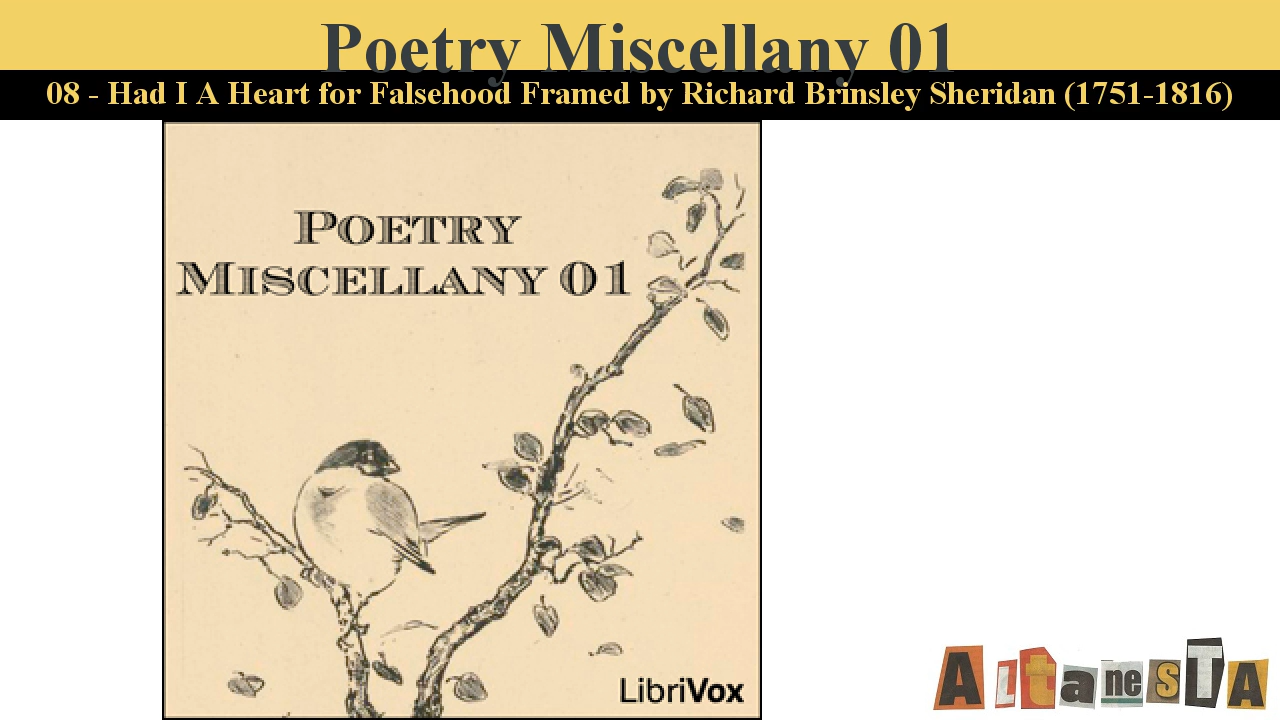 Poetry Miscellany 01
08 - Had I A Heart for Falsehood Framed by Richard Brinsley Sheridan (1751-1816)
POETRY
MISCELLANY 01
LibriVox
AltanesTA